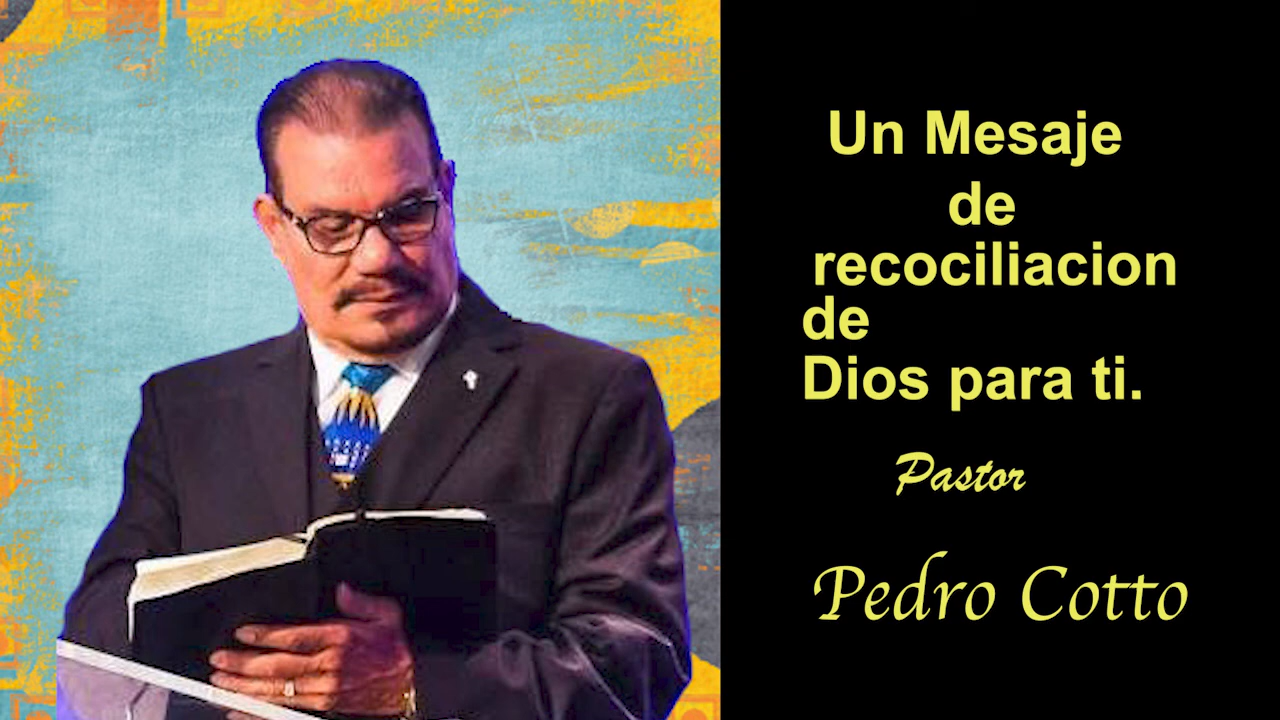 Un Mesaje
de
recociliacion
de
Dios para ti.
Pastor
Pedro Cotto